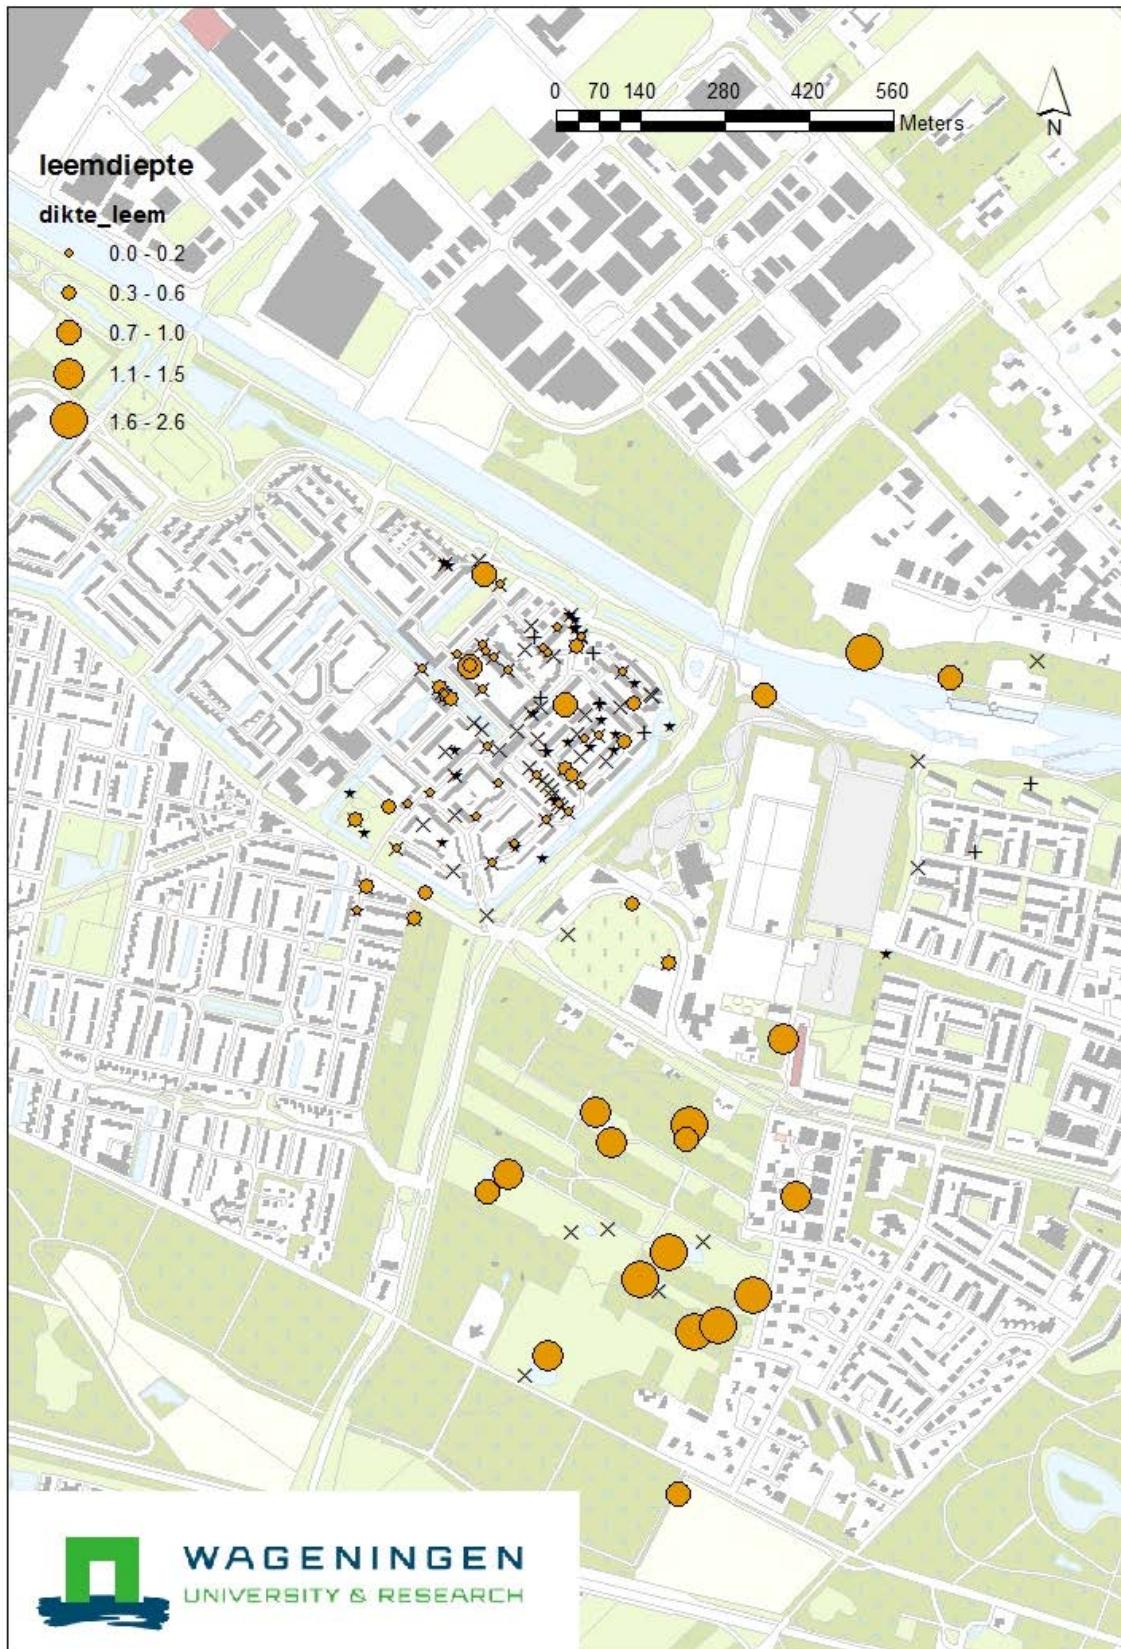 0 70 140 280 420 560
Meters
N
leemdiepte
dikte_leem
0.0 - 0.2
0.3 - 0.6
0.7 - 1.0
1.1 - 1.5
1.6 - 2.6
WAGENINGEN
UNIVERSITY & RESEARCH